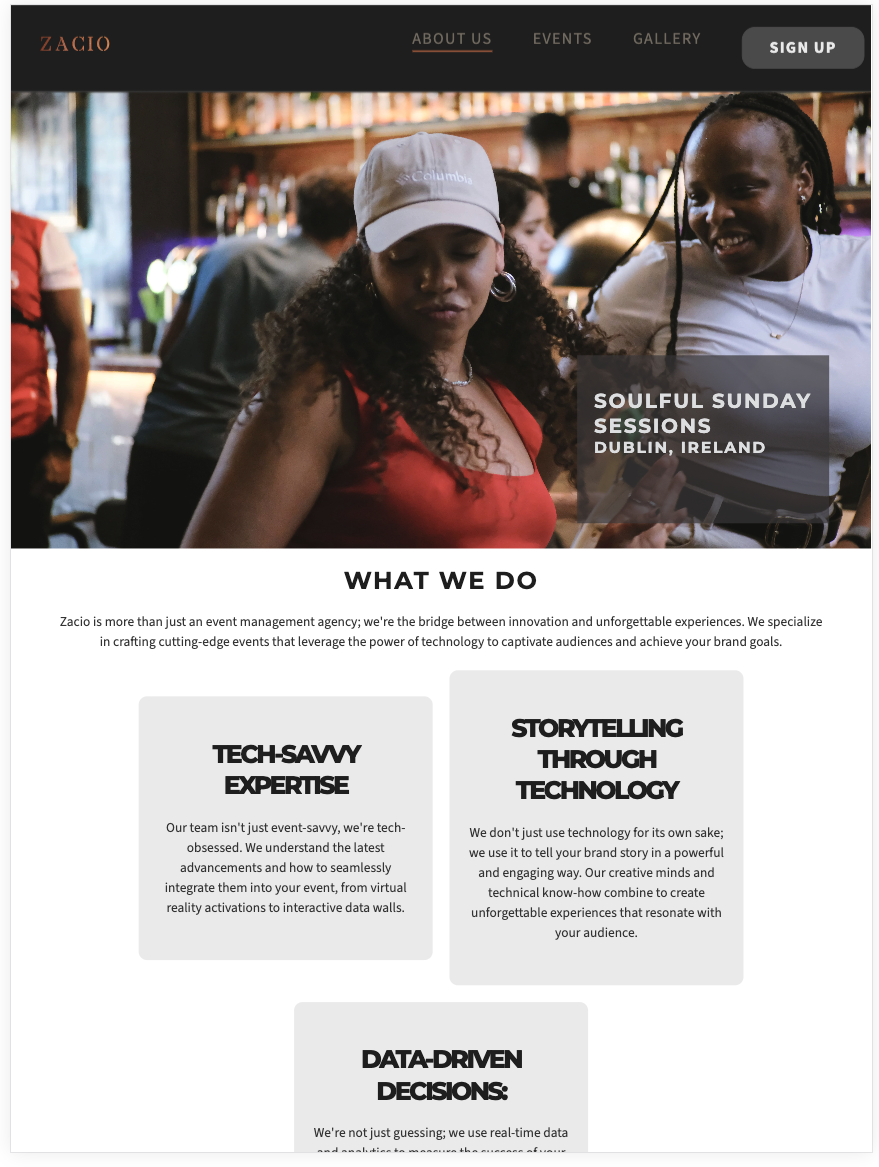 ZACIO
ABOUT US
EVENTS
GALLERY
SIGN UP
Columbia
SOULFUL SUNDAY
SESSIONS
DUBLIN, IRELAND
WHAT WE DO
Zacio is more than just an event management agency; we're the bridge between innovation and unforgettable experiences. We specialize
in crafting cutting-edge events that leverage the power of technology to captivate audiences and achieve your brand goals.
TECH-SAVVY
EXPERTISE
Our team isn't just event-savvy, we're tech-
obsessed. We understand the latest
advancements and how to seamlessly
integrate them into your event, from virtual
reality activations to interactive data walls.
STORYTELLING
THROUGH
TECHNOLOGY
We don't just use technology for its own sake;
we use it to tell your brand story in a powerful
and engaging way. Our creative minds and
technical know-how combine to create
unforgettable experiences that resonate with
your audience.
DATA-DRIVEN
DECISIONS:
We're not just guessing; we use real-time data
and analytics to measure the success of your